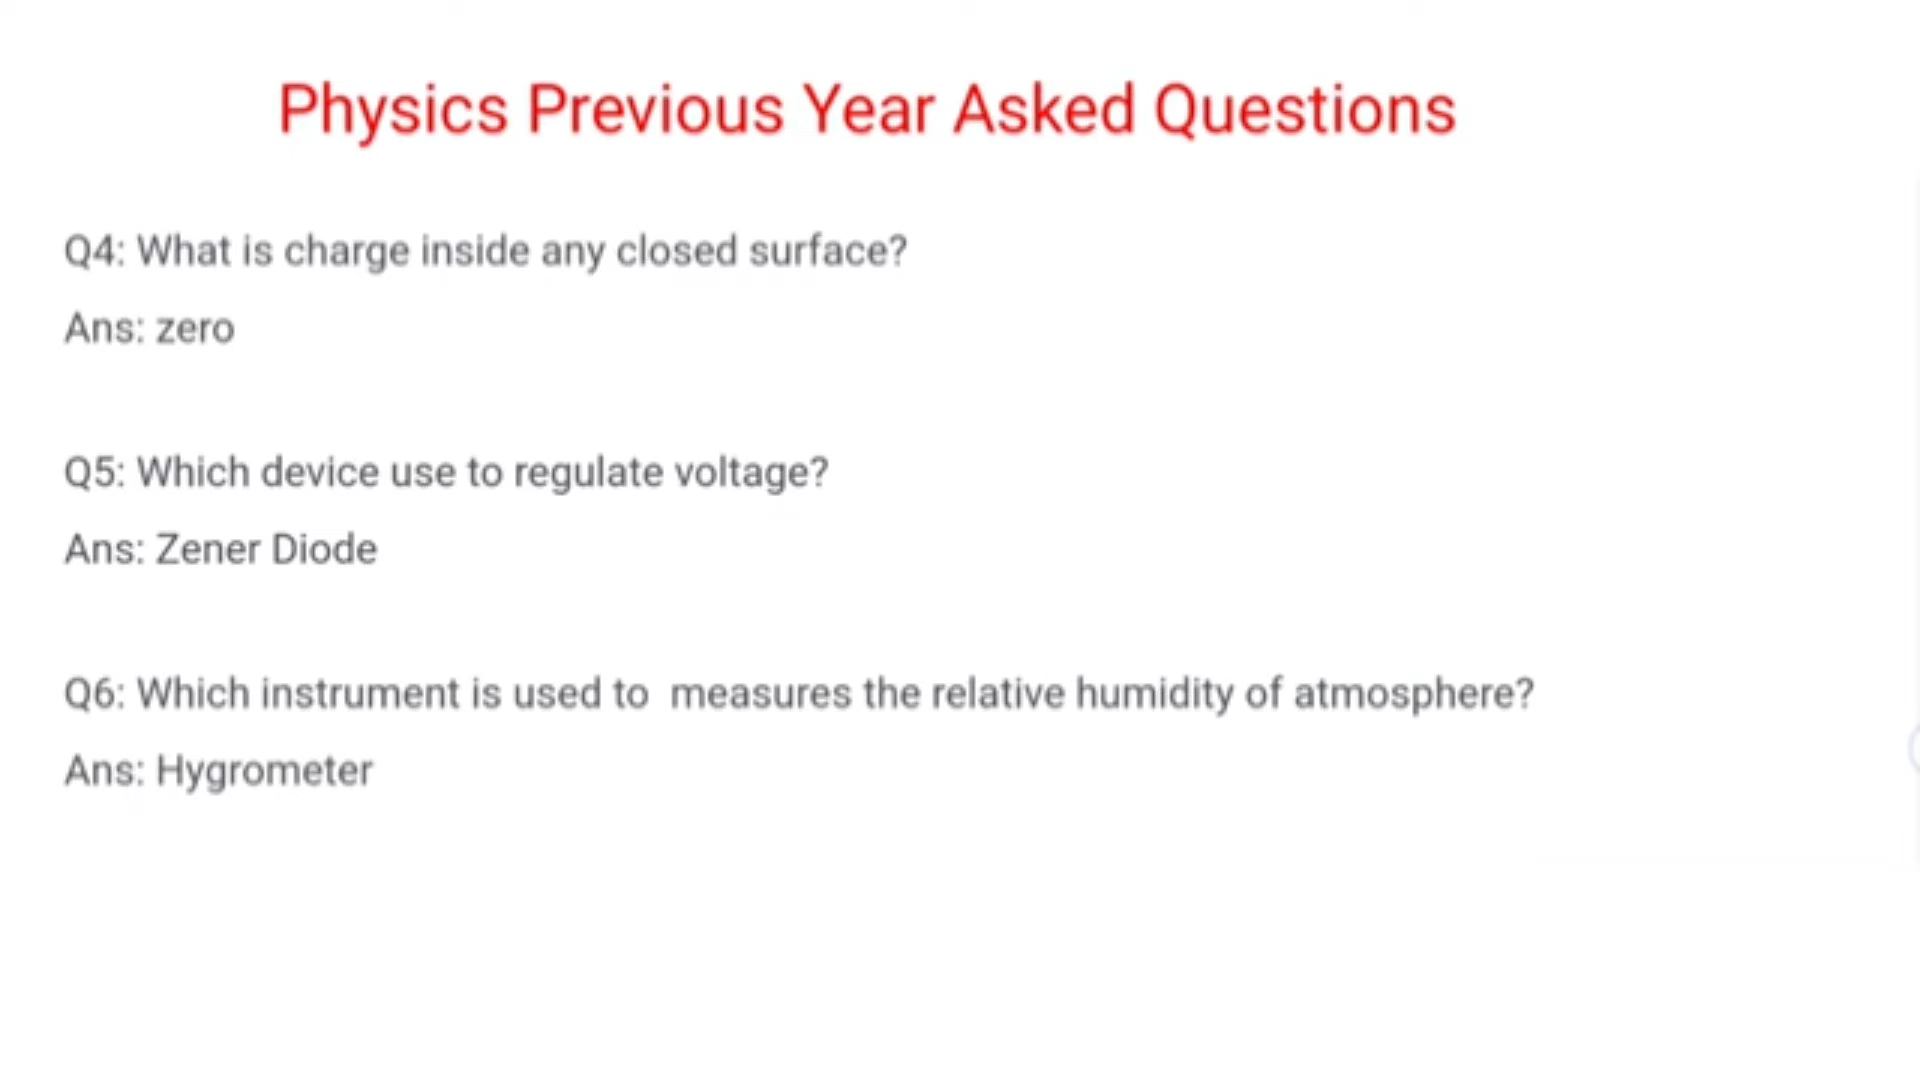 Physics Previous Year Asked Questions
Q4: What is charge inside any closed surface?
Ans: zero
Q5: Which device use to regulate voltage?
Ans: Zener Diode
Q6: Which instrument is used to  measures the relative humidity of atmosphere?
Ans: Hygrometer